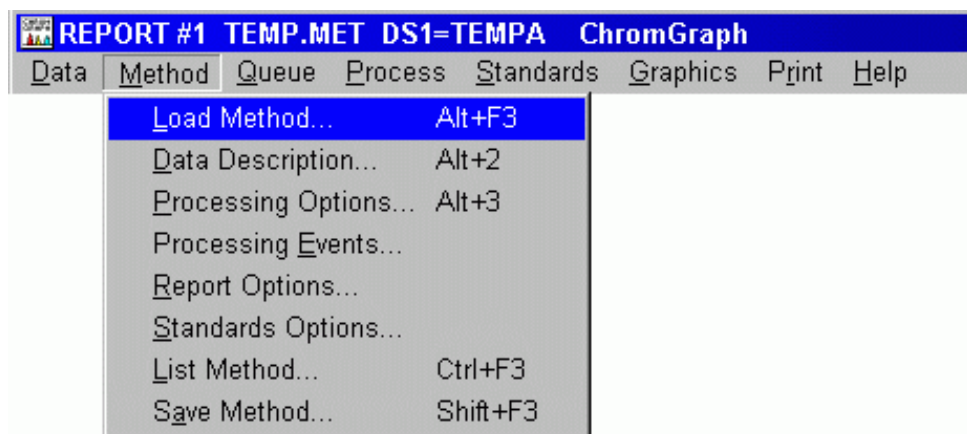 REPORT #1 TEMP.MET DS1=TEMPA ChromGraph
Data Method Queue Process Standards Graphics Print Help
Load Method... Alt+F3
Data Description... Alt+2
Processing Options... Alt+3
Processing Events...
Report Options...
Standards Options...
List Method... Ctrl+F3
Save Method... Shift+F3